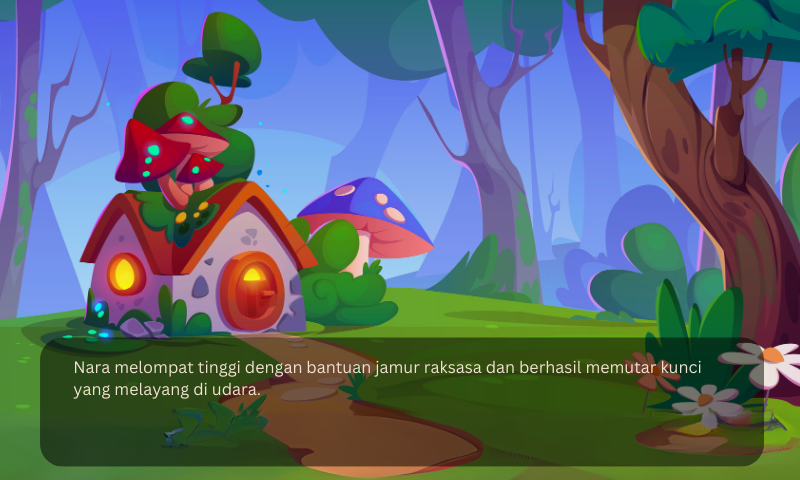 Nara melompat tinggi dengan bantuan jamur raksasa dan berhasil memutar kunci
yang melayang di udara.